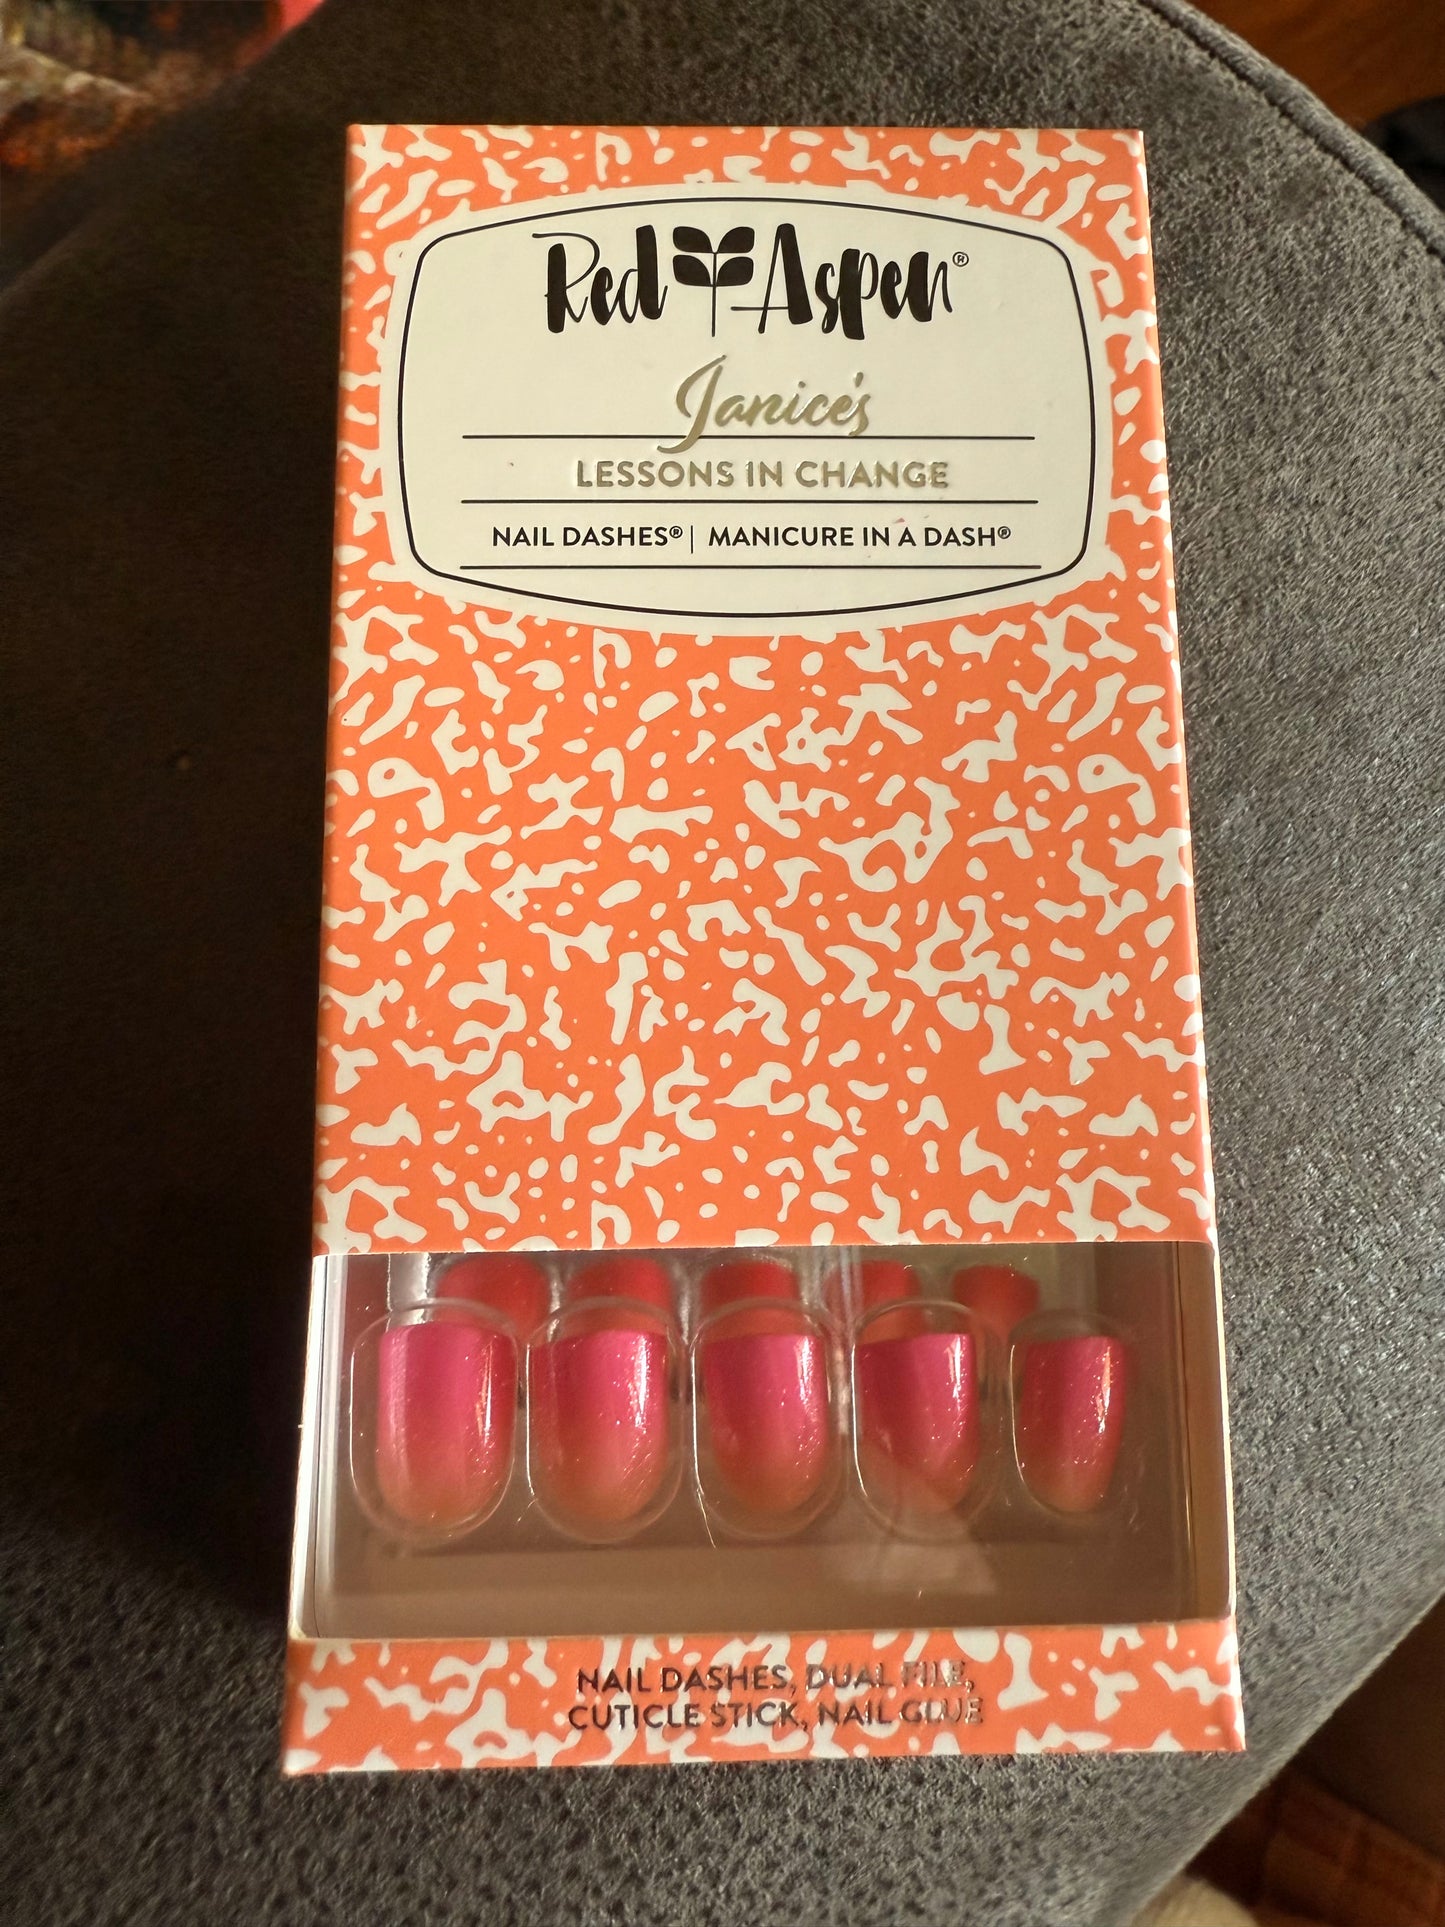 Red Aspen®
Janice's
LESSONS IN CHANGE
NAIL DASHES® | MANICURE IN A DASH®
NAIL DASHES, DUAL FILE,
CUTICLE STICK, NAIL GLUE